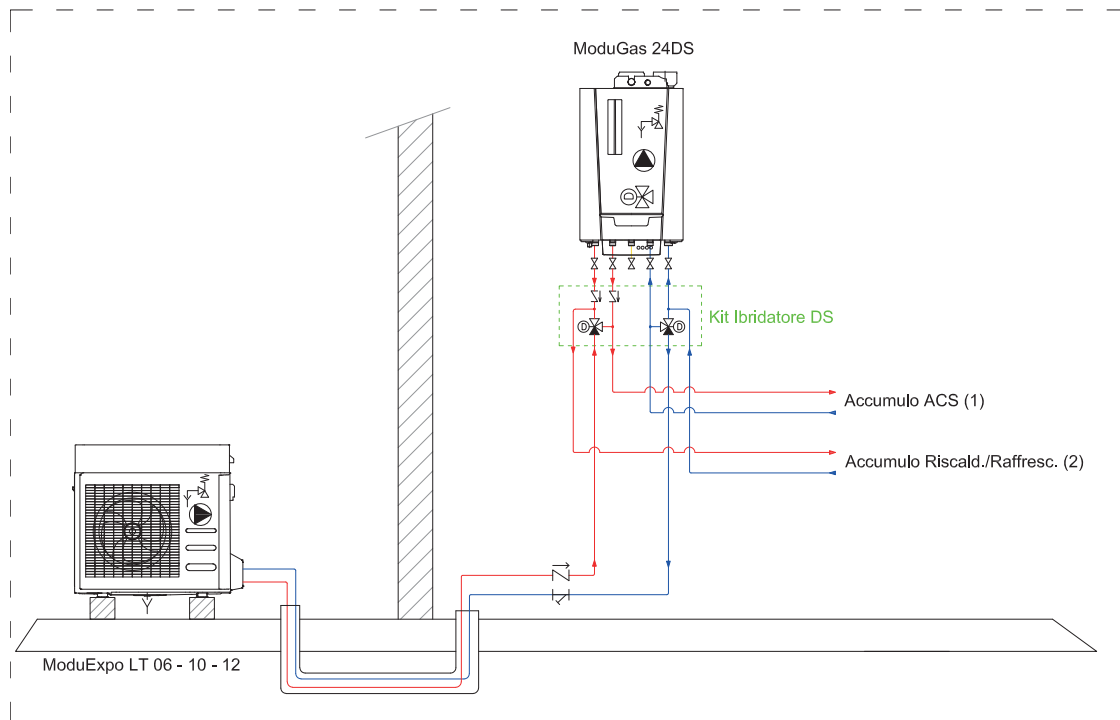 ModuGas 24DS
D
Kit Ibridatore DS
D
D
Accumulo ACS (1)
Accumulo Riscald./Raffresc. (2)
ModuExpo LT 06 - 10 - 12